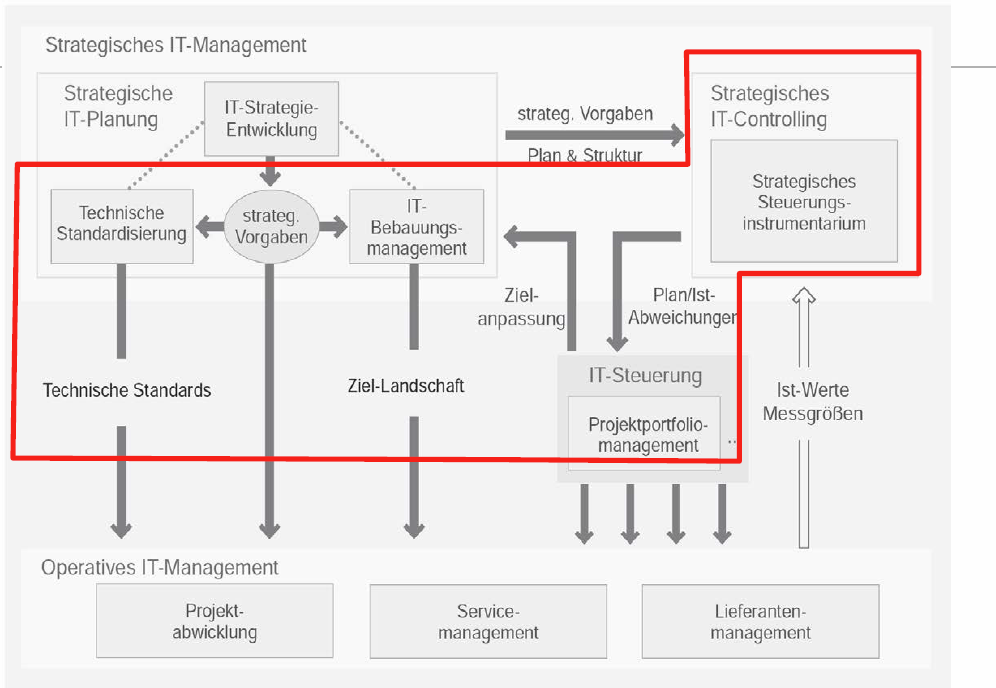 Strategisches IT-Management
Strategische
IT-Planung
IT-Strategie-
Entwicklung
strateg. Vorgaben
Plan & Struktur
Strategisches
IT-Controlling
Strategisches
Steuerungs-
instrumentarium
Technische
Standardisierung
strateg.
Vorgaben
IT-
Bebauungs-
management
Ziel-
anpassung
Plan/Ist-
Abweichungen
Technische Standards
Ziel-Landschaft
IT-Steuerung
Projektportfolio-
management
..
Ist-Werte
Messgrößen
Operatives IT-Management
Projekt-
abwicklung
Service-
management
Lieferanten-
management